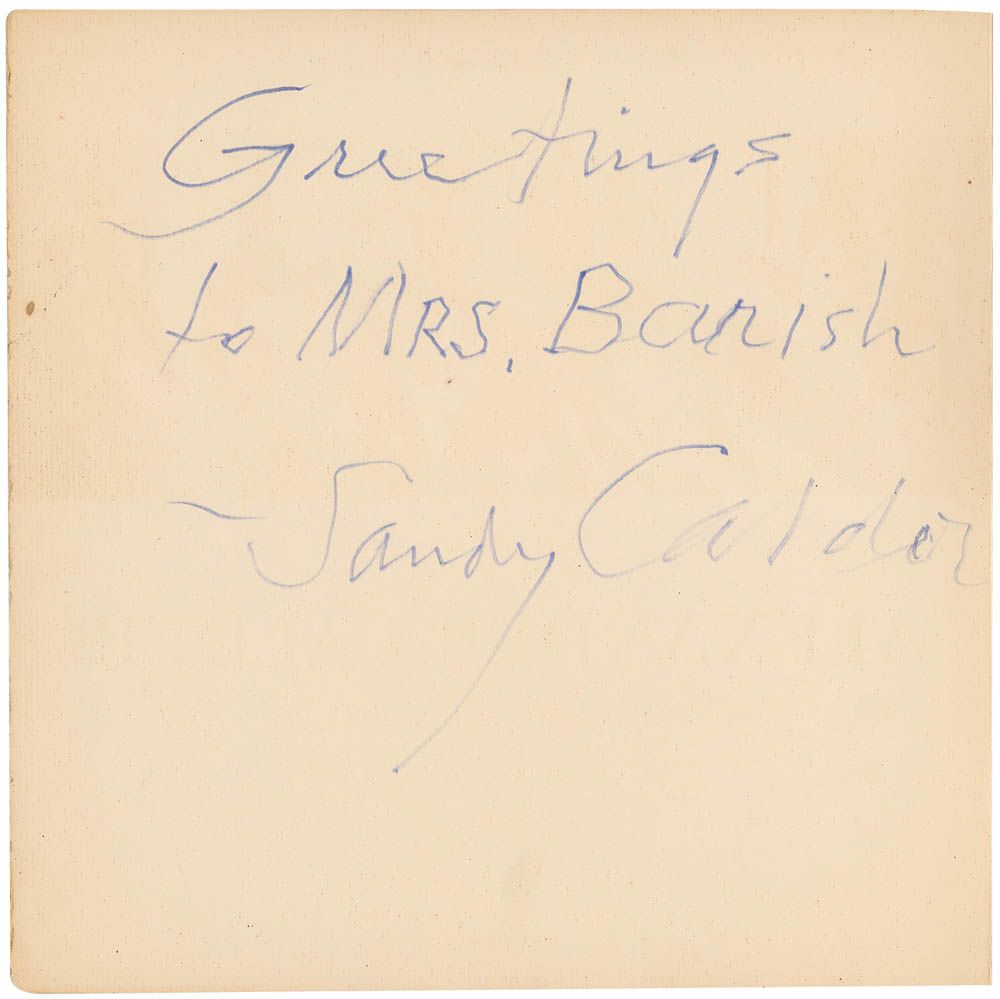 Greetings
to MRS. Barish
~ Sandy Calder